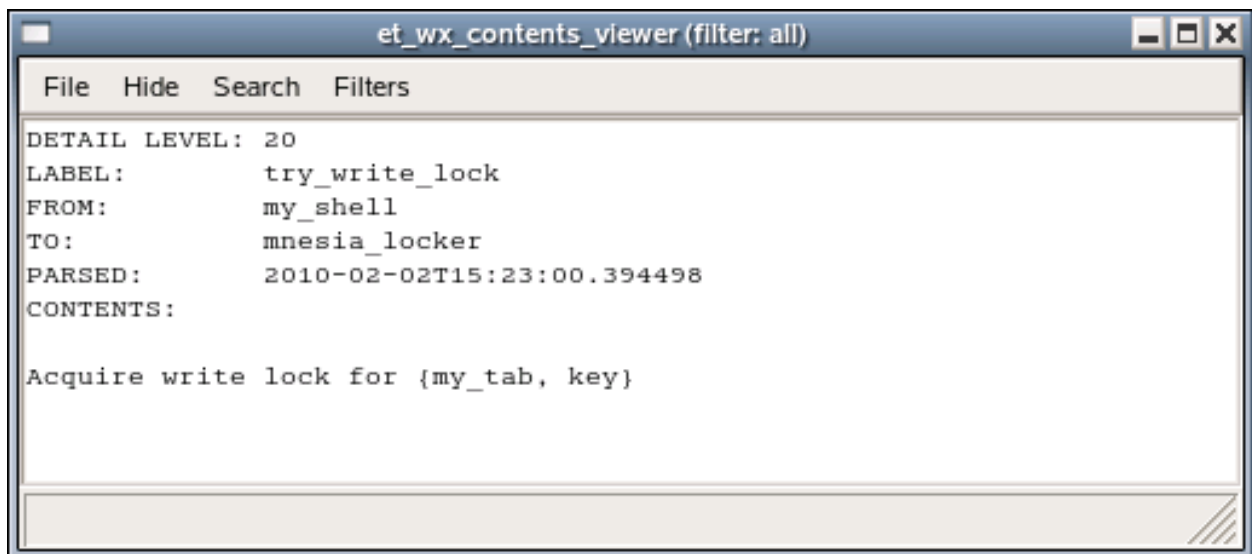 et_wx_contents_viewer (filter: all)
File Hide Search Filters
DETAIL LEVEL: 20
LABEL: try_write_lock
FROM: my_shell
TO: mnesia_locker
PARSED: 2010-02-02T15:23:00.394498
CONTENTS:
Acquire write lock for {my_tab, key}